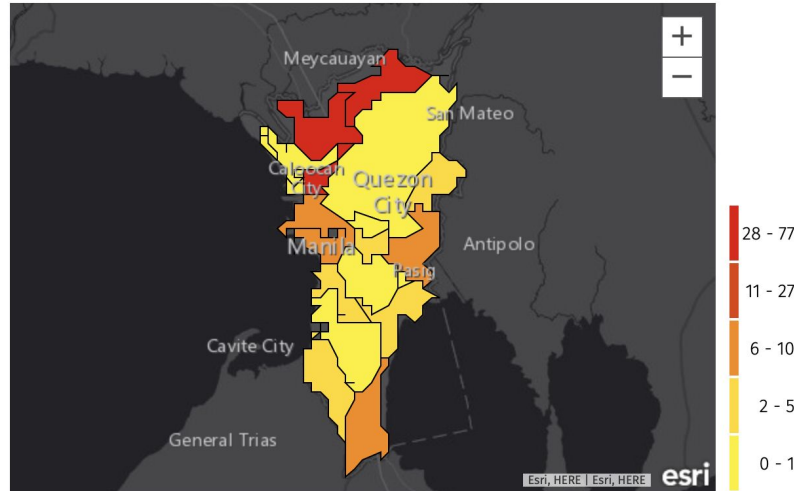 Meycauayan
+
−
San Mateo
Caloocan
City
Quezon
City
Manila
Antipolo
Pasig
Cavite City
General Trias
Esri, HERE | Esri, HERE
esri
28 - 77
11 - 27
6 - 10
2 - 5
0 - 1